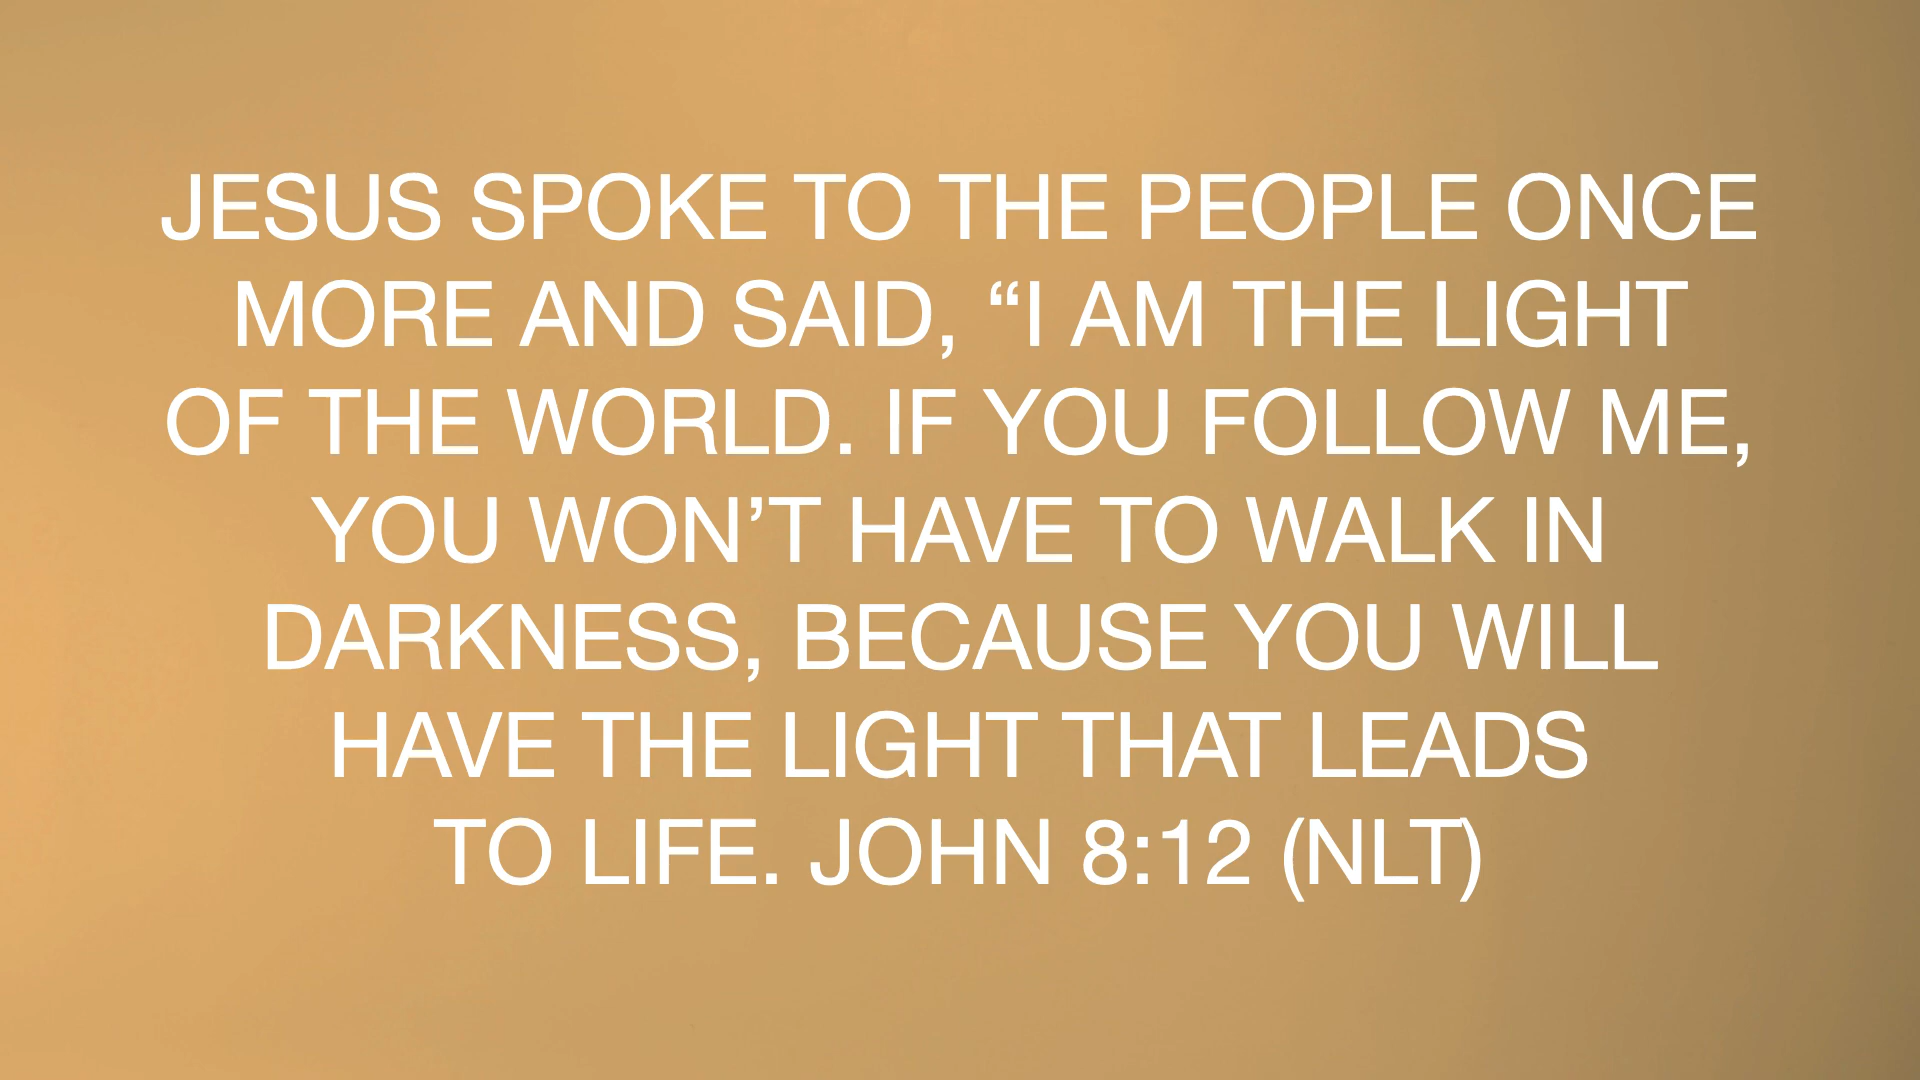 JESUS SPOKE TO THE PEOPLE ONCE
MORE AND SAID, “I AM THE LIGHT
OF THE WORLD. IF YOU FOLLOW ME,
YOU WON’T HAVE TO WALK IN
DARKNESS, BECAUSE YOU WILL
HAVE THE LIGHT THAT LEADS
TO LIFE. JOHN 8:12 (NLT)